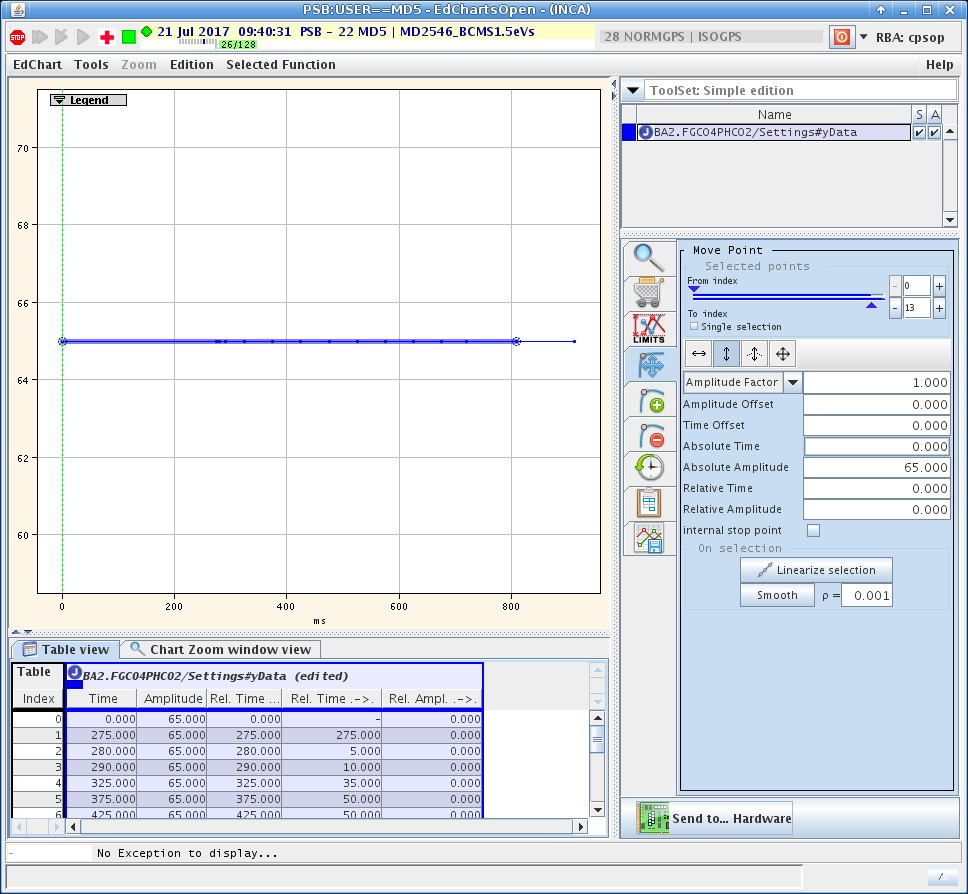 PSB:USER==MD5 - EdChartsOpen - (INCA)
STOP
21 Jul 2017 09:40:31 PSB - 22 MD5 | MD2546_BCMS1.5eVs
26/128
28 NORMGPS | ISOGPS
RBA: cpsop
EdChart Tools Zoom Edition Selected Function Help
Legend
70
68
66
64
62
60
0 200 400 600 800
ms
ToolSet: Simple edition
Name S A
J BA2.FGC04PHC02/Settings#yData
LIMITS
Move Point
Selected points
From index
- 0 +
To index
- 13 +
Single selection
Amplitude Factor 1.000
Amplitude Offset 0.000
Time Offset 0.000
Absolute Time 0.000
Absolute Amplitude 65.000
Relative Time 0.000
Relative Amplitude 0.000
internal stop point
On selection
Linearize selection
Smooth ρ = 0.001
Table view Chart Zoom window view
Table J BA2.FGC04PHC02/Settings#yData (edited)
Index Time Amplitude Rel. Time ... Rel. Time .->. Rel. Ampl. .->.
0 0.000 65.000 0.000 - 0.000
1 275.000 65.000 275.000 275.000 0.000
2 280.000 65.000 280.000 5.000 0.000
3 290.000 65.000 290.000 10.000 0.000
4 325.000 65.000 325.000 35.000 0.000
5 375.000 65.000 375.000 50.000 0.000
6 425.000 65.000 425.000 50.000 0.000
Send to... Hardware
- No Exception to display...